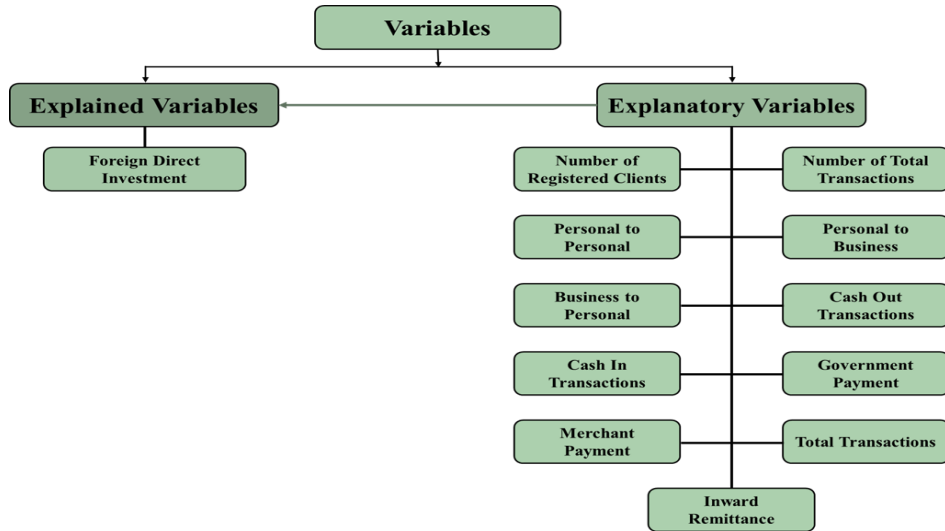 Variables
Explained Variables
Explanatory Variables
Foreign Direct
Investment
Number of
Registered Clients
Number of Total
Transactions
Personal to
Personal
Personal to
Business
Business to
Personal
Cash Out
Transactions
Cash In
Transactions
Government
Payment
Merchant
Payment
Total Transactions
Inward
Remittance